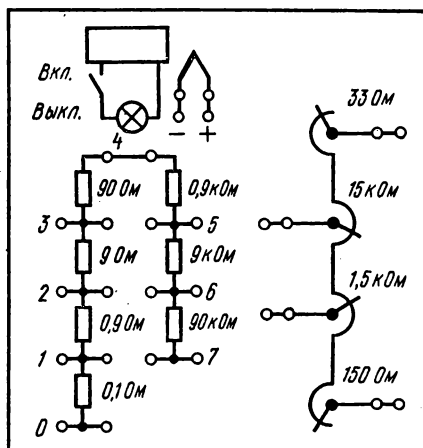 Вкл.
Выкл.
− +
4
90 Ом
0,9 кОм
3
5
9 Ом
9 кОм
2
6
0,9 Ом
90 кОм
1
7
0,1 Ом
0
33 Ом
15 кОм
1,5 кОм
150 Ом